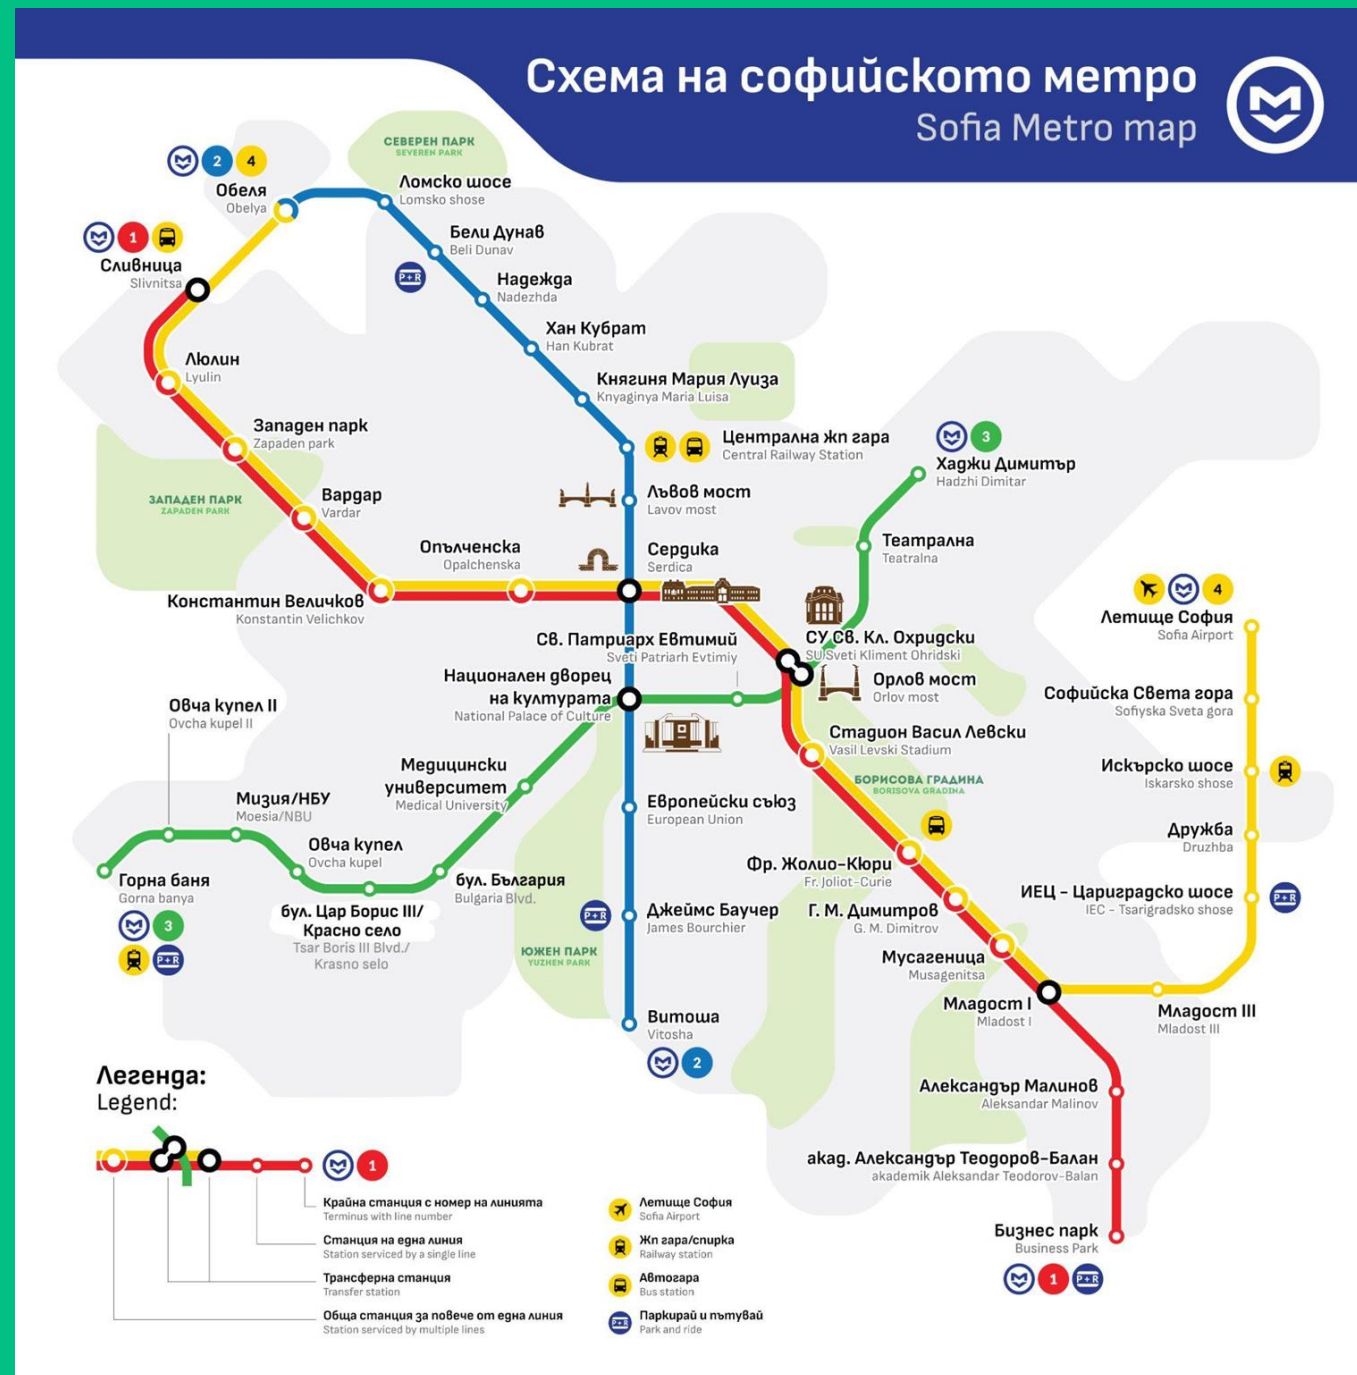 Схема на софийското метро
Sofia Metro map
СЕВЕРЕН ПАРК
SEVEREN PARK
2 4
Обеля
Obelya
Ломско шосе
Lomsko shose
1
Сливница
Slivnitsa
Бели Дунав
Beli Dunav
P+R
Надежда
Nadezhda
Хан Кубрат
Han Kubrat
Люлин
Lyulin
Княгиня Мария Луиза
Knyaginya Maria Luisa
Западен парк
Zapaden park
Централна жп гара
Central Railway Station
3
Хаджи Димитър
Hadzhi Dimitar
ЗАПАДЕН ПАРК
ZAPADEN PARK
Вардар
Vardar
Лъвов мост
Lavov most
Опълченска
Opalchenska
Сердика
Serdica
Театрална
Teatralna
Константин Величков
Konstantin Velichkov
4
Летище София
Sofia Airport
Св. Патриарх Евтимий
Sveti Patriarh Evtimiy
СУ Св. Кл. Охридски
SU Sveti Kliment Ohridski
Национален дворец
на културата
National Palace of Culture
Орлов мост
Orlov most
Софийска Света гора
Sofiyska Sveta gora
Овча купел II
Ovcha kupel II
Стадион Васил Левски
Vasil Levski Stadium
Медицински
университет
Medical University
БОРИСОВА ГРАДИНА
BORISOVA GRADINA
Искърско шосе
Iskarsko shose
Мизия/НБУ
Moesia/NBU
Европейски съюз
European Union
Дружба
Druzhba
Овча купел
Ovcha kupel
Фр. Жолио-Кюри
Fr. Joliot-Curie
Горна баня
Gorna banya
3
P+R
бул. България
Bulgaria Blvd.
ИЕЦ - Цариградско шосе
IEC - Tsarigradsko shose
P+R
бул. Цар Борис III/
Красно село
Tsar Boris III Blvd./
Krasno selo
P+R
Джеймс Баучер
James Bourchier
Г. М. Димитров
G. M. Dimitrov
ЮЖЕН ПАРК
YUZHEN PARK
Мусагеница
Musagenitsa
Младост I
Mladost I
Младост III
Mladost III
Витоша
Vitosha
2
Александър Малинов
Aleksandar Malinov
акад. Александър Теодоров-Балан
akademik Aleksandar Teodorov-Balan
Бизнес парк
Business Park
1 P+R
Легенда:
Legend:
1
Крайна станция с номер на линията
Terminus with line number
Станция на една линия
Station serviced by a single line
Трансферна станция
Transfer station
Обща станция за повече от една линия
Station serviced by multiple lines
Летище София
Sofia Airport
Жп гара/спирка
Railway station
Автогара
Bus station
P+R
Паркирай и пътувай
Park and ride